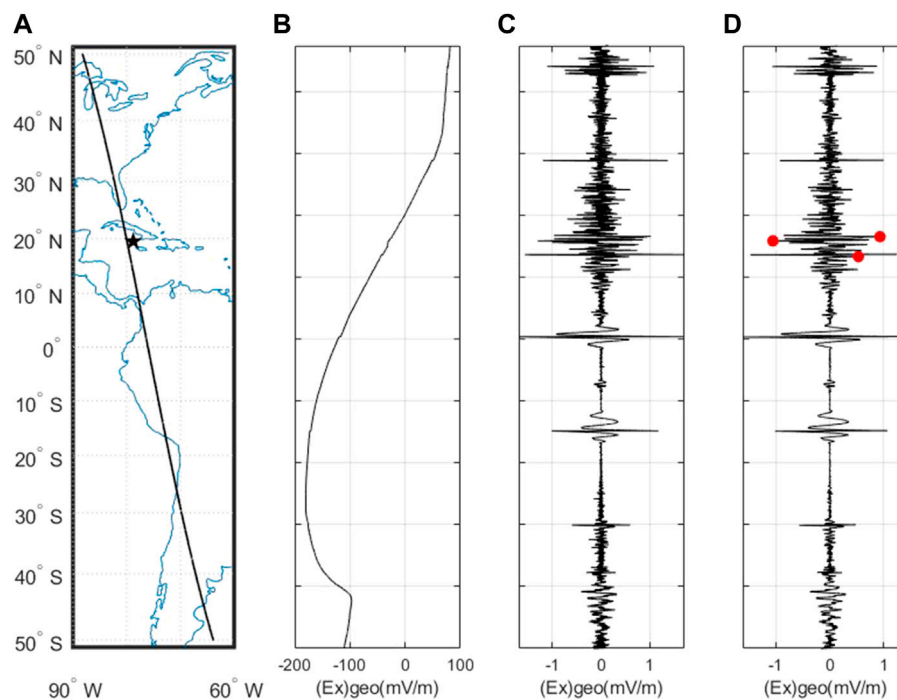 A
B
C
D
50° N
40° N
30° N
20° N
10° N
0°
10° S
20° S
30° S
40° S
50° S
90° W
60° W
-200
-100
0
100
(Ex)geo(mV/m)
-1
0
1
(Ex)geo(mV/m)
-1
0
1
(Ex)geo(mV/m)